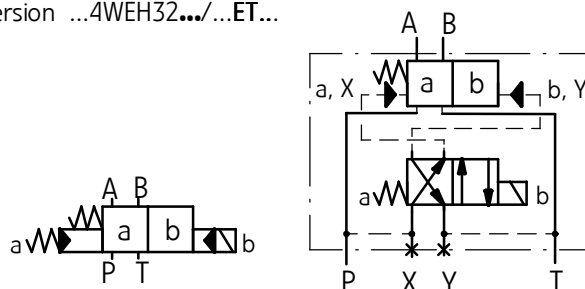 ersion ...4WEH32•••/...ET...
A B
a, X a b b, Y
a b
A B
a a b b
P T
P X Y T